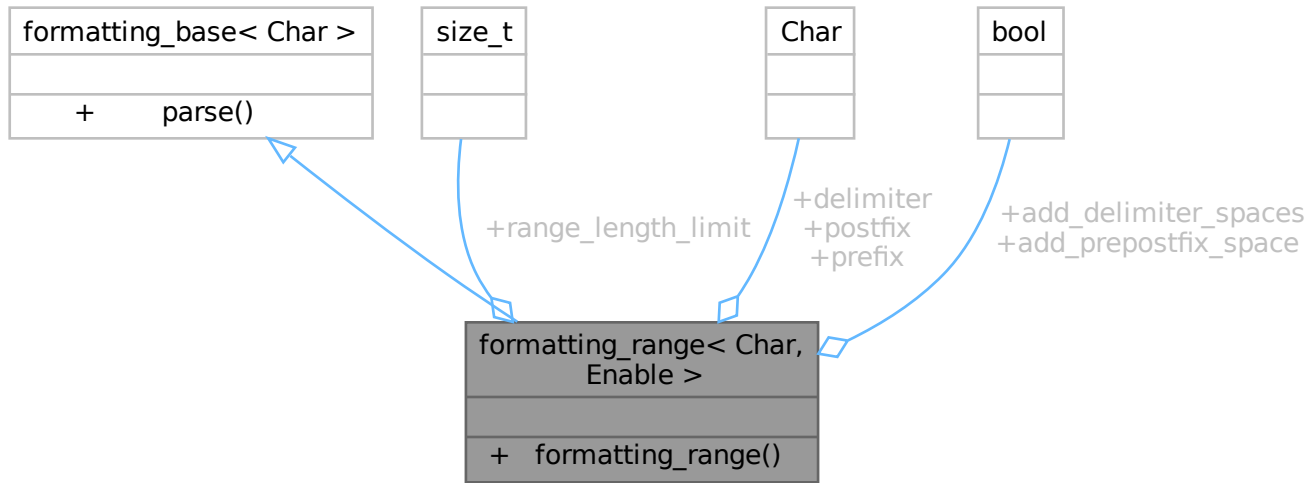 formatting_base< Char >
+ parse()
size_t
Char
bool
+range_length_limit
+delimiter
+postfix
+prefix
+add_delimiter_spaces
+add_prepostfix_space
formatting_range< Char,
Enable >
+ formatting_range()